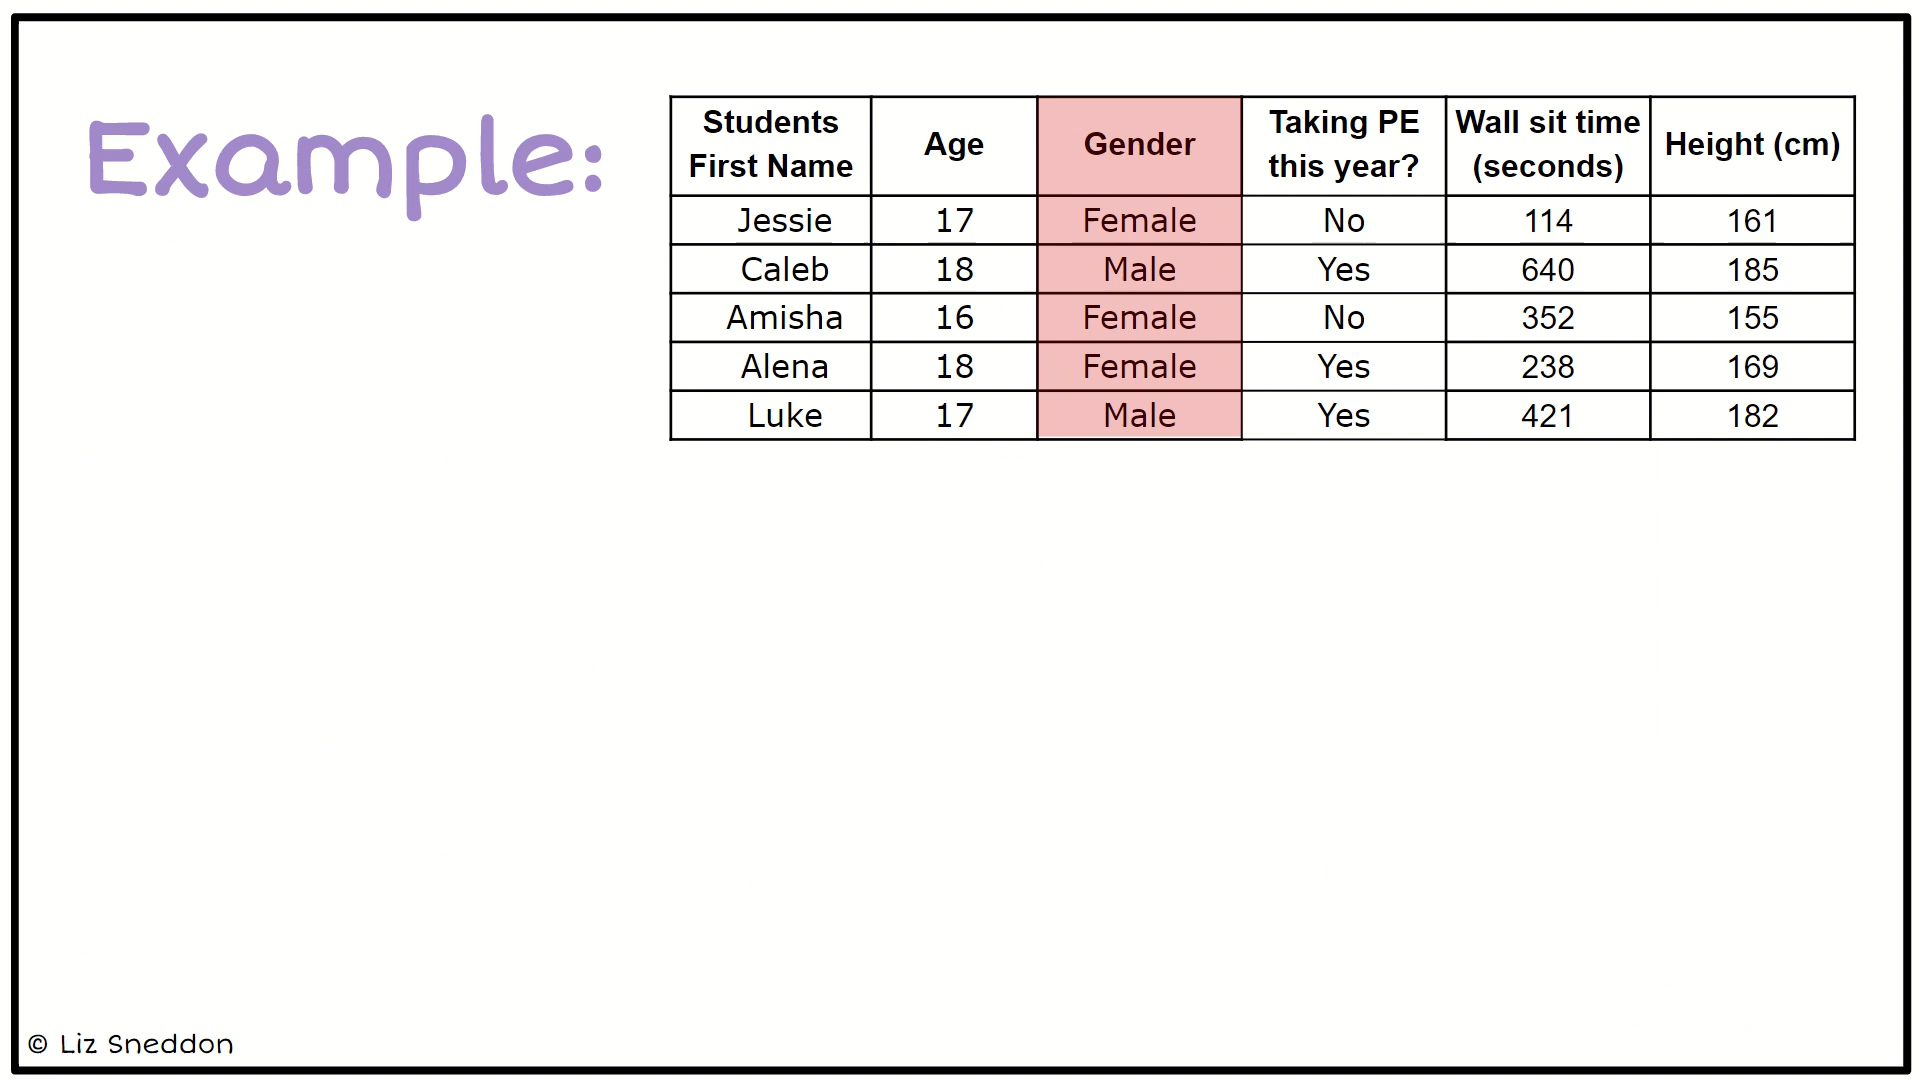 Example:
Students First Name | Age | Gender | Taking PE this year? | Wall sit time (seconds) | Height (cm)
Jessie | 17 | Female | No | 114 | 161
Caleb | 18 | Male | Yes | 640 | 185
Amisha | 16 | Female | No | 352 | 155
Alena | 18 | Female | Yes | 238 | 169
Luke | 17 | Male | Yes | 421 | 182
© Liz Sneddon